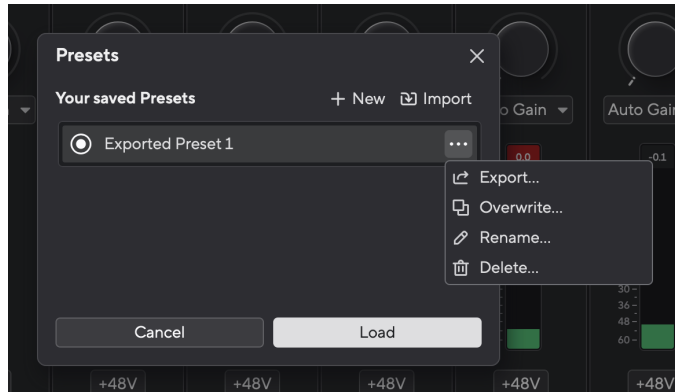 Presets
Your saved Presets
New
Import
Exported Preset 1
Export...
Overwrite...
Rename...
Delete...
Cancel
Load
o Gain
Auto Gai
0.0
-0.1
30
36
48
60
+48V
+48V
+48V
+48V
+48V